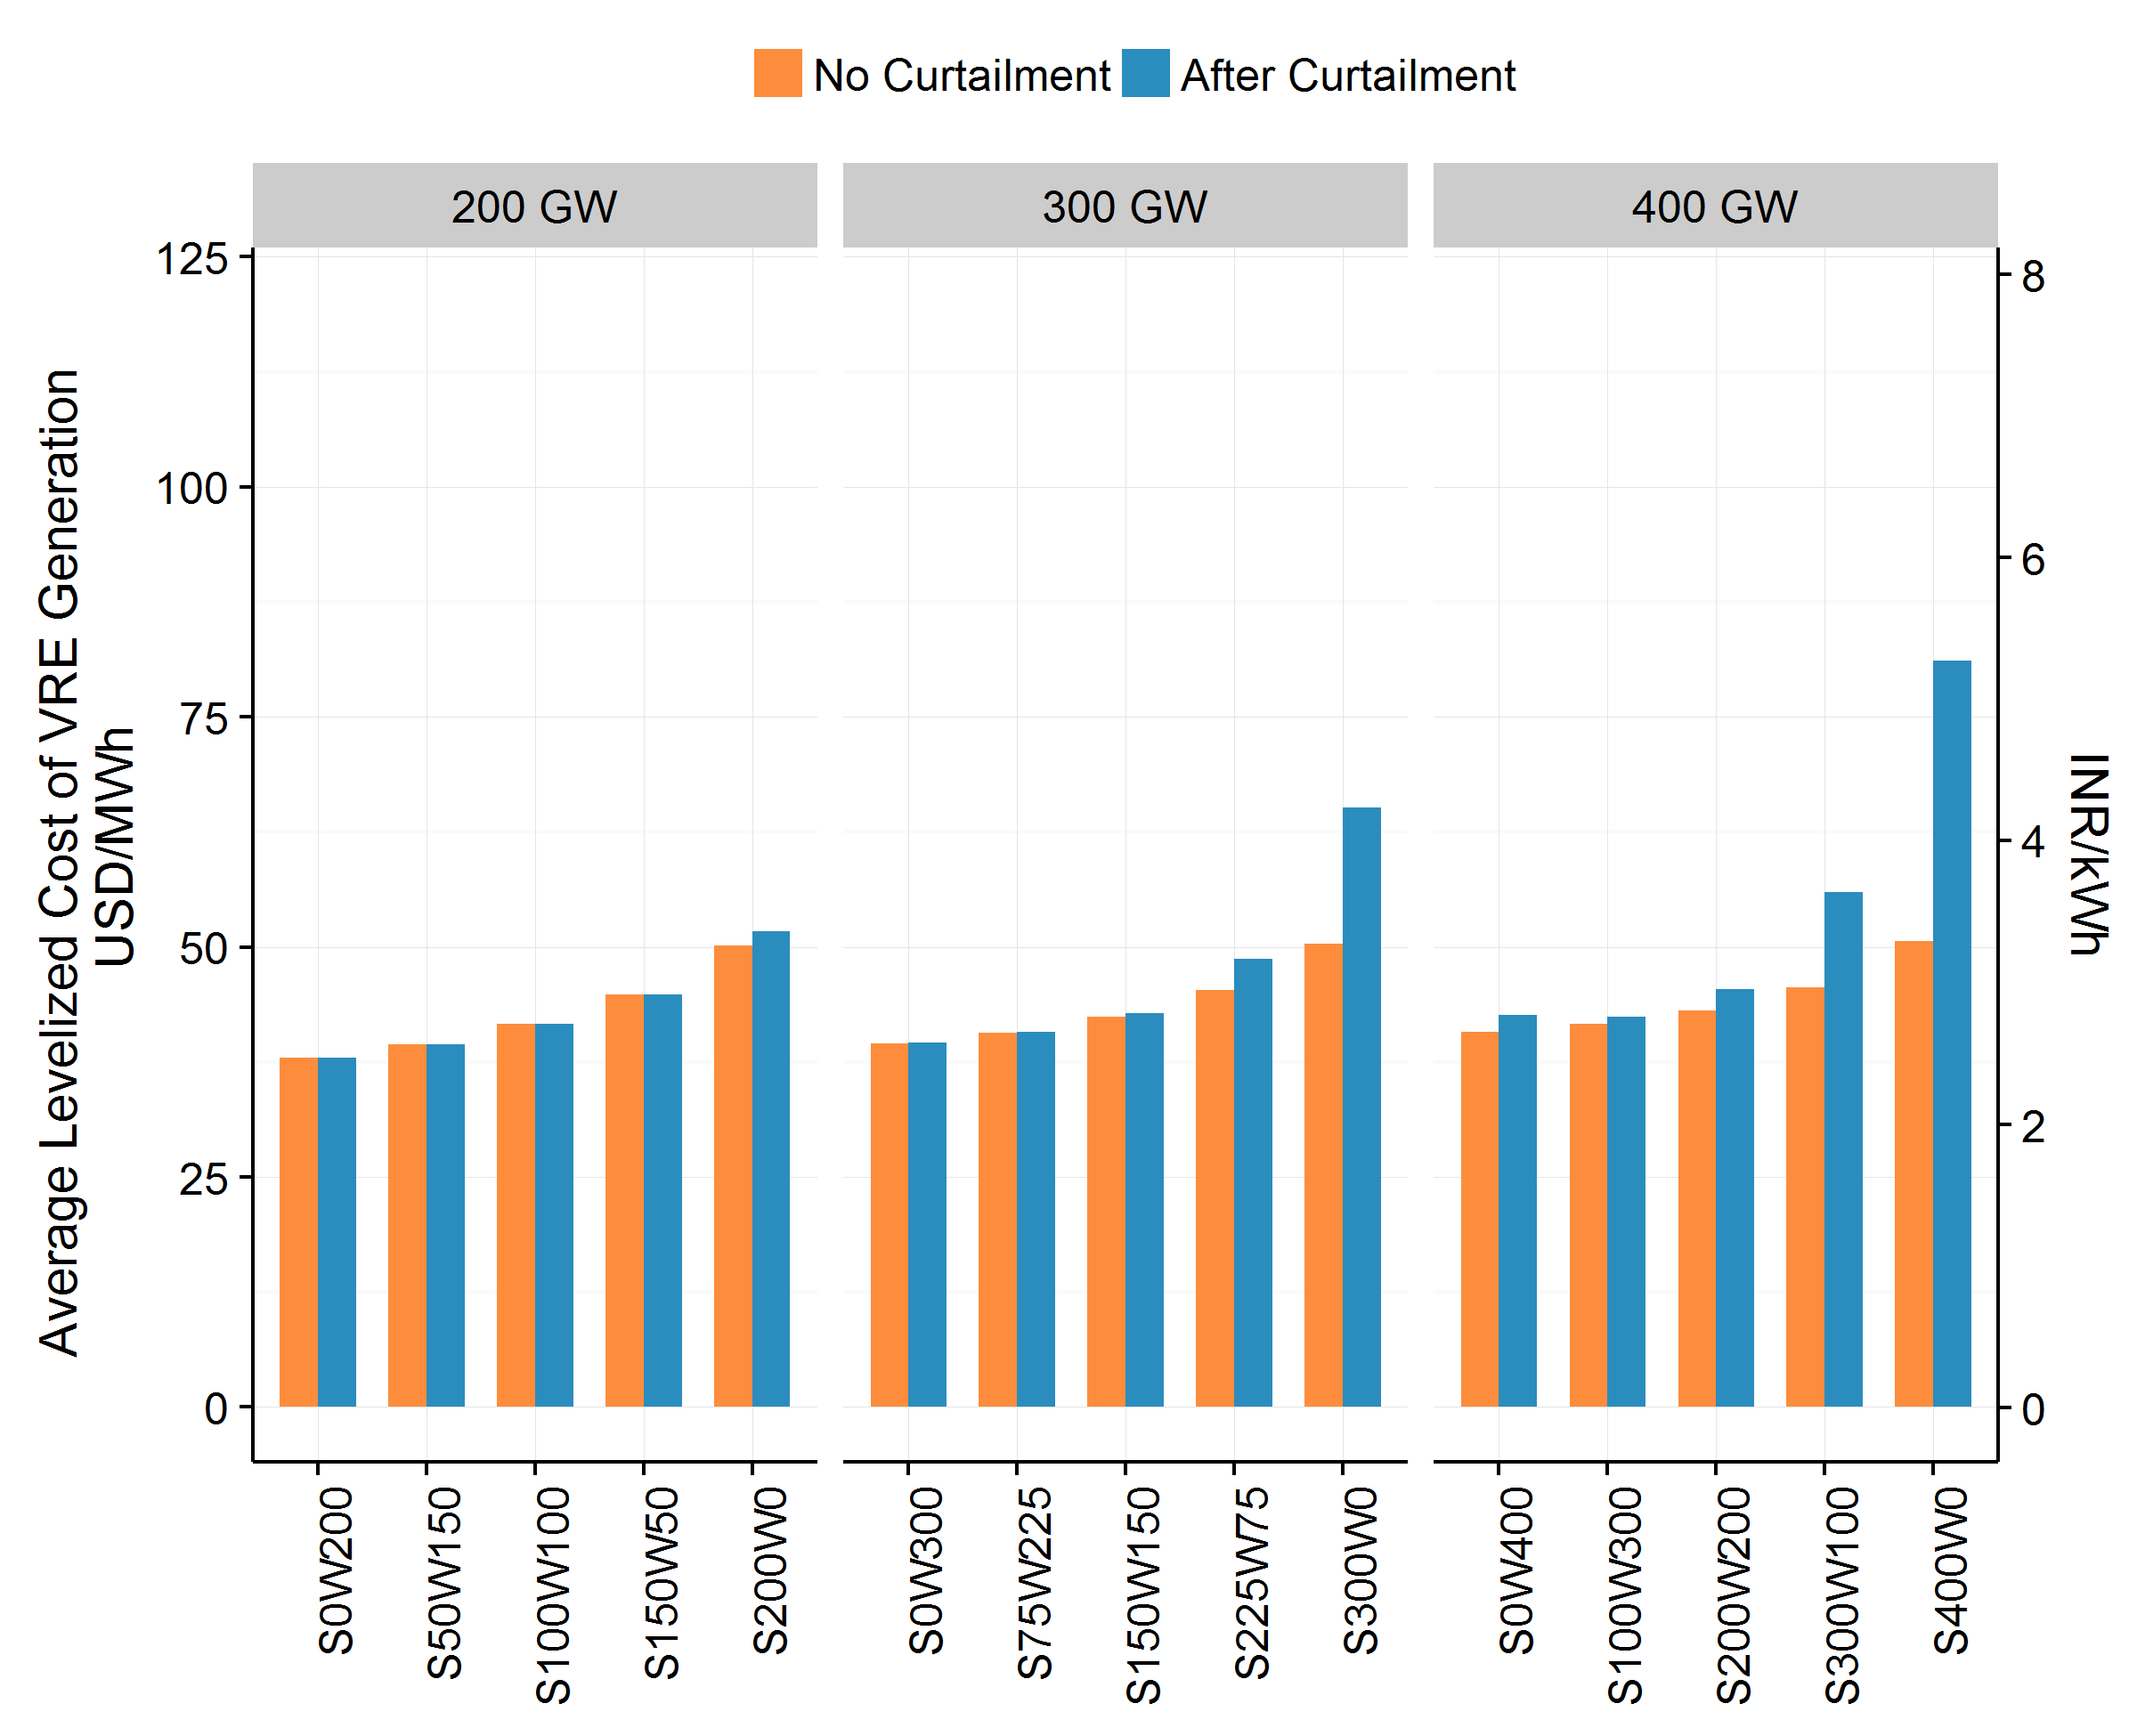 No Curtailment After Curtailment
200 GW 300 GW 400 GW
Average Levelized Cost of VRE Generation
USD/MWh
125
100
75
50
25
0
8
6
4
2
0
INR/kWh
S0W200
S50W150
S100W100
S150W50
S200W0
S0W300
S75W225
S150W150
S225W75
S300W0
S0W400
S100W300
S200W200
S300W100
S400W0